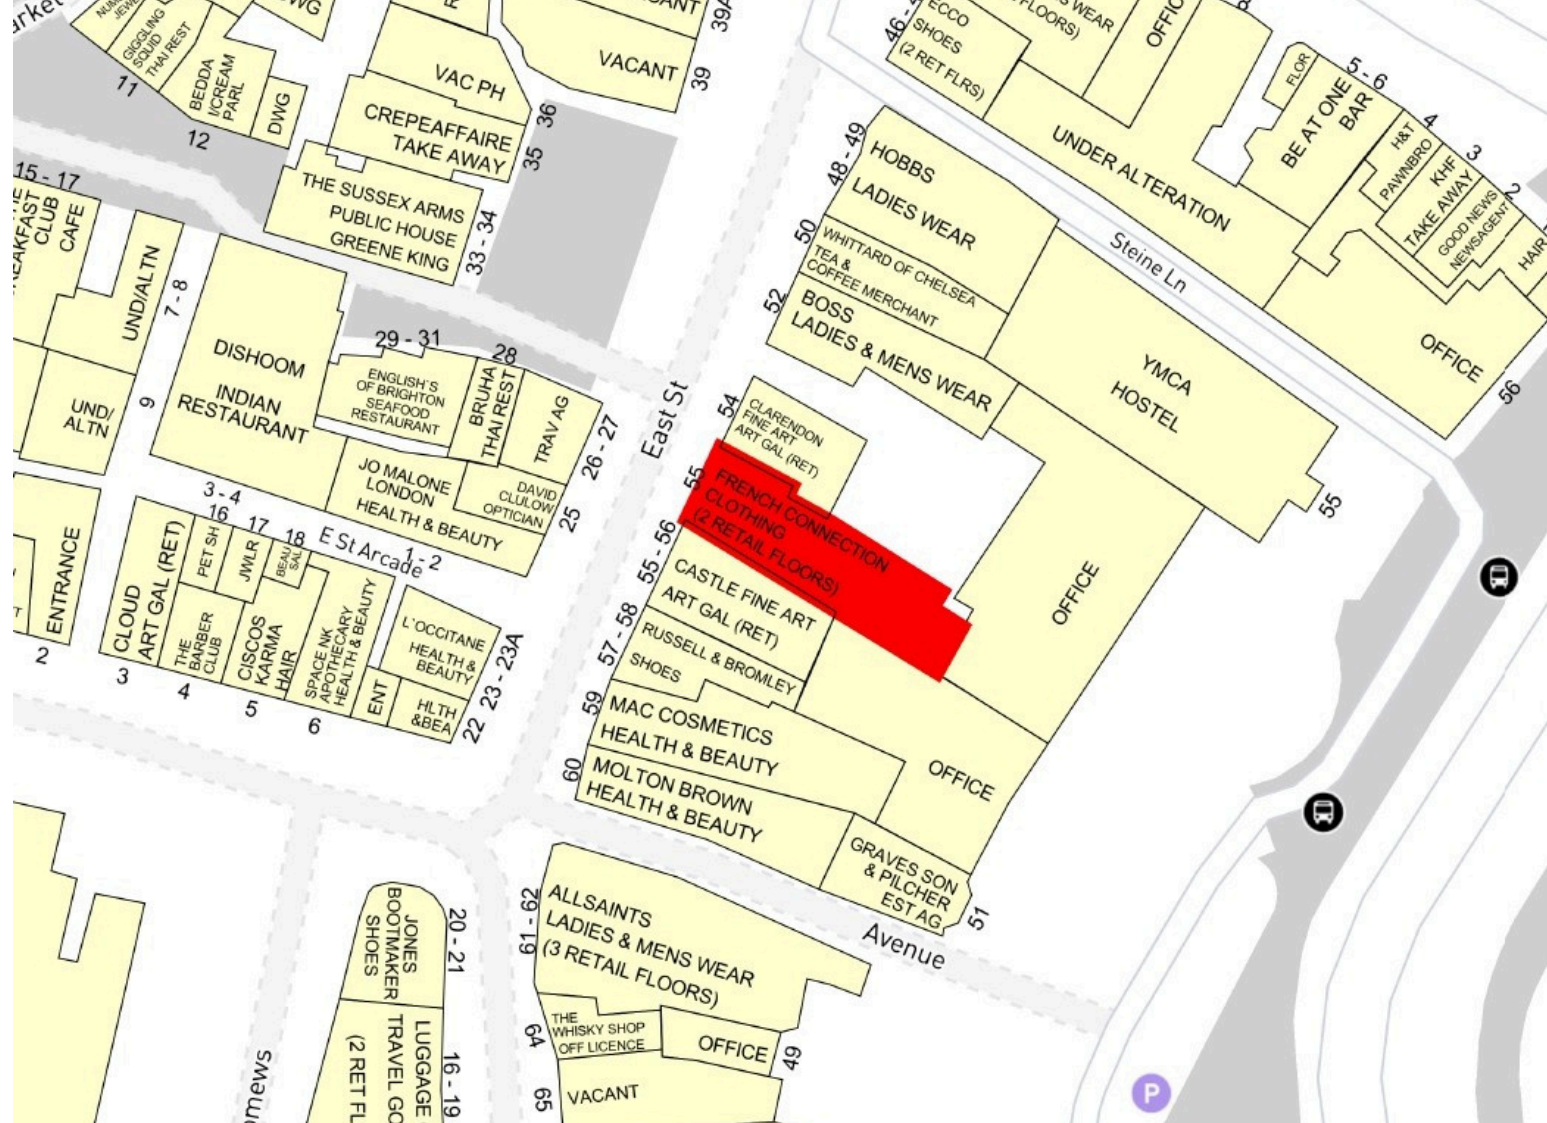 GIGGLING
SQUID
THAI REST
11
BEDDA
I/CREAM
PARL
DWG
12
VAC PH
CREPEAFFAIRE
TAKE AWAY
36
35
VACANT
39
THE SUSSEX ARMS
PUBLIC HOUSE
GREENE KING
33 - 34
15 - 17
CLUB
CAFE
UND/ALTN
7 - 8
UND/
ALTN
9
DISHOOM
INDIAN
RESTAURANT
3 - 4
29 - 31
ENGLISH`S
OF BRIGHTON
SEAFOOD
RESTAURANT
28
BRUHA
THAI REST
TRAV AG
26 - 27
JO MALONE
LONDON
HEALTH & BEAUTY
1 - 2
DAVID
CLULOW
OPTICIAN
25
E St Arcade
East St
ENTRANCE
2
CLOUD
ART GAL (RET)
3
16
PET SH
17
JWLR
18
BEAU
SAL
THE
BARBER
CLUB
4
CISCOS
KARMA
HAIR
5
SPACE NK
APOTHECARY
HEALTH & BEAUTY
6
ENT
L`OCCITANE
HEALTH &
BEAUTY
23 - 23A
HLTH
&BEA
22
ECCO
SHOES
(2 RET FLRS)
UNDER ALTERATION
FLOR
BE AT ONE
BAR
5 - 6
H&T
PAWNBRO
4
KHF
TAKE AWAY
3
GOOD NEWS
NEWSAGENT
2
HAIR
OFFICE
56
Steine Ln
48 - 49
HOBBS
LADIES WEAR
50
WHITTARD OF CHELSEA
TEA &
COFFEE MERCHANT
52
BOSS
LADIES & MENS WEAR
YMCA
HOSTEL
55
54
CLARENDON
FINE ART
ART GAL (RET)
55
FRENCH CONNECTION
CLOTHING
(2 RETAIL FLOORS)
OFFICE
55 - 56
CASTLE FINE ART
ART GAL (RET)
57 - 58
RUSSELL & BROMLEY
SHOES
59
MAC COSMETICS
HEALTH & BEAUTY
OFFICE
60
MOLTON BROWN
HEALTH & BEAUTY
GRAVES SON
& PILCHER
EST AG
51
Avenue
61 - 62
ALLSAINTS
LADIES & MENS WEAR
(3 RETAIL FLOORS)
64
THE
WHISKY SHOP
OFF LICENCE
OFFICE
49
65
VACANT
JONES
BOOTMAKER
SHOES
20 - 21
LUGGAGE
16 - 19
P